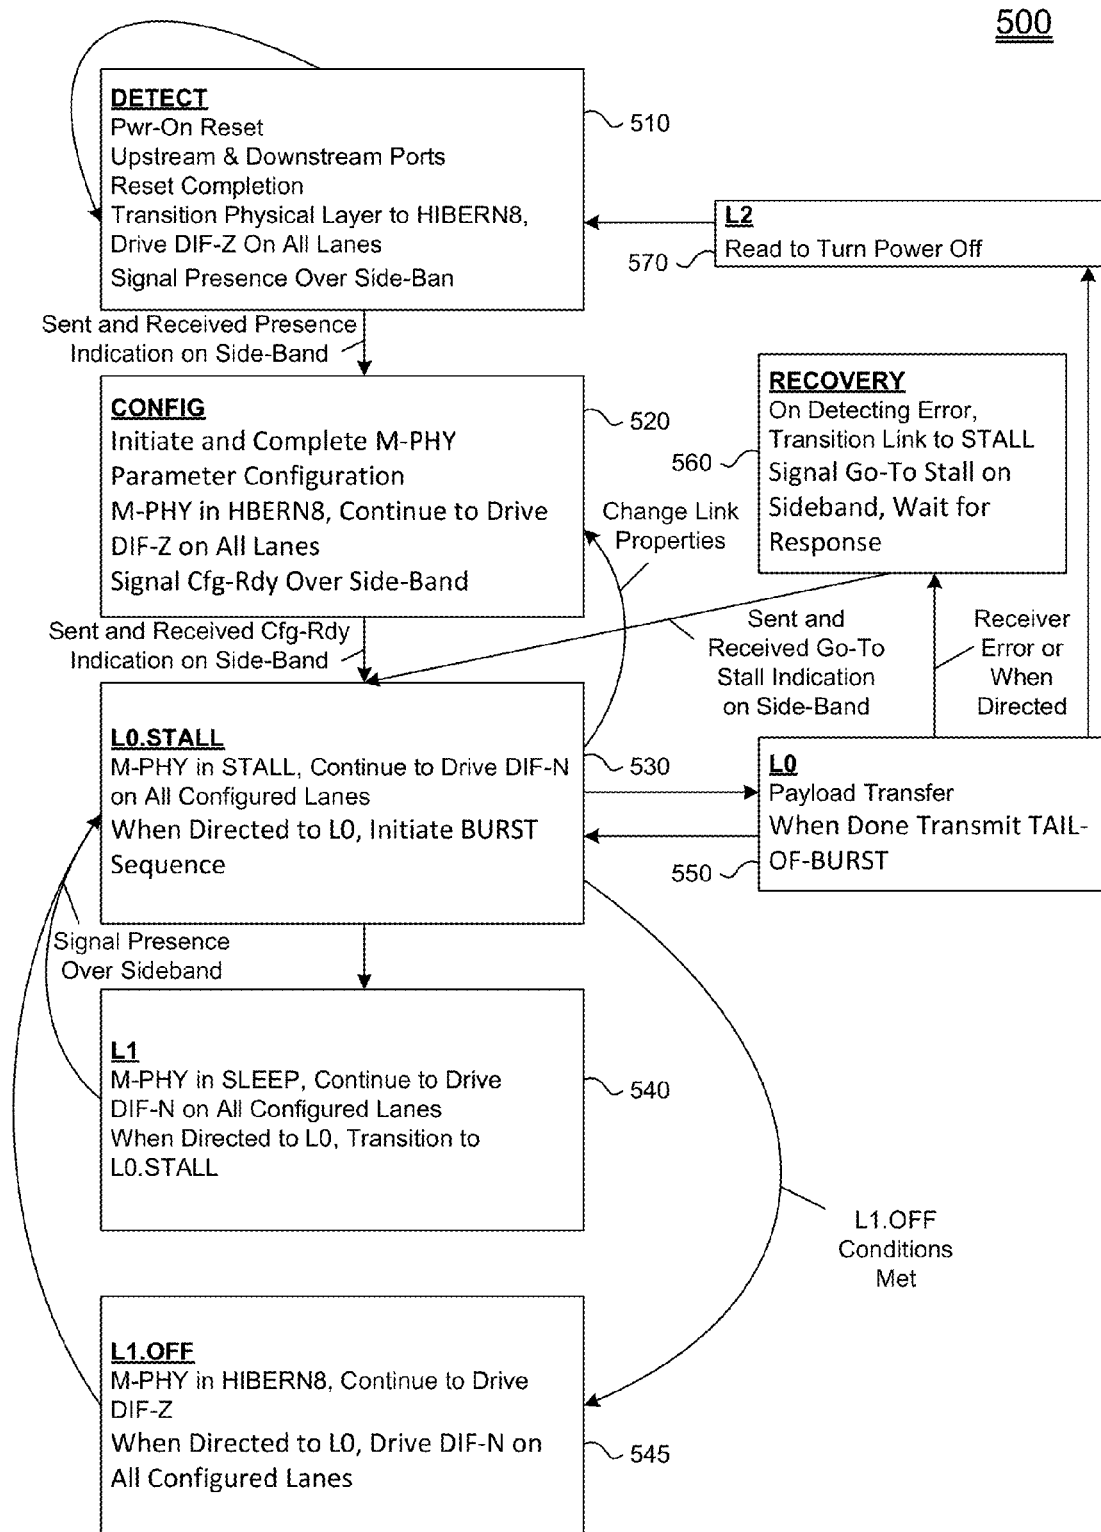 500
DETECT
Pwr-On Reset
Upstream & Downstream Ports
Reset Completion
Transition Physical Layer to HIBERN8,
Drive DIF-Z On All Lanes
Signal Presence Over Side-Ban
510
L2
Read to Turn Power Off
570
Sent and Received Presence
Indication on Side-Band
CONFIG
Initiate and Complete M-PHY
Parameter Configuration
M-PHY in HBERN8, Continue to Drive
DIF-Z on All Lanes
Signal Cfg-Rdy Over Side-Band
520
RECOVERY
On Detecting Error,
Transition Link to STALL
Signal Go-To Stall on
Sideband, Wait for
Response
560
Change Link
Properties
Sent and Received Cfg-Rdy
Indication on Side-Band
Sent and
Received Go-To
Stall Indication
on Side-Band
Receiver
Error or
When
Directed
L0.STALL
M-PHY in STALL, Continue to Drive DIF-N
on All Configured Lanes
When Directed to L0, Initiate BURST
Sequence
530
L0
Payload Transfer
When Done Transmit TAIL-
OF-BURST
550
Signal Presence
Over Sideband
L1
M-PHY in SLEEP, Continue to Drive
DIF-N on All Configured Lanes
When Directed to L0, Transition to
L0.STALL
540
L1.OFF
Conditions
Met
L1.OFF
M-PHY in HIBERN8, Continue to Drive
DIF-Z
When Directed to L0, Drive DIF-N on
All Configured Lanes
545